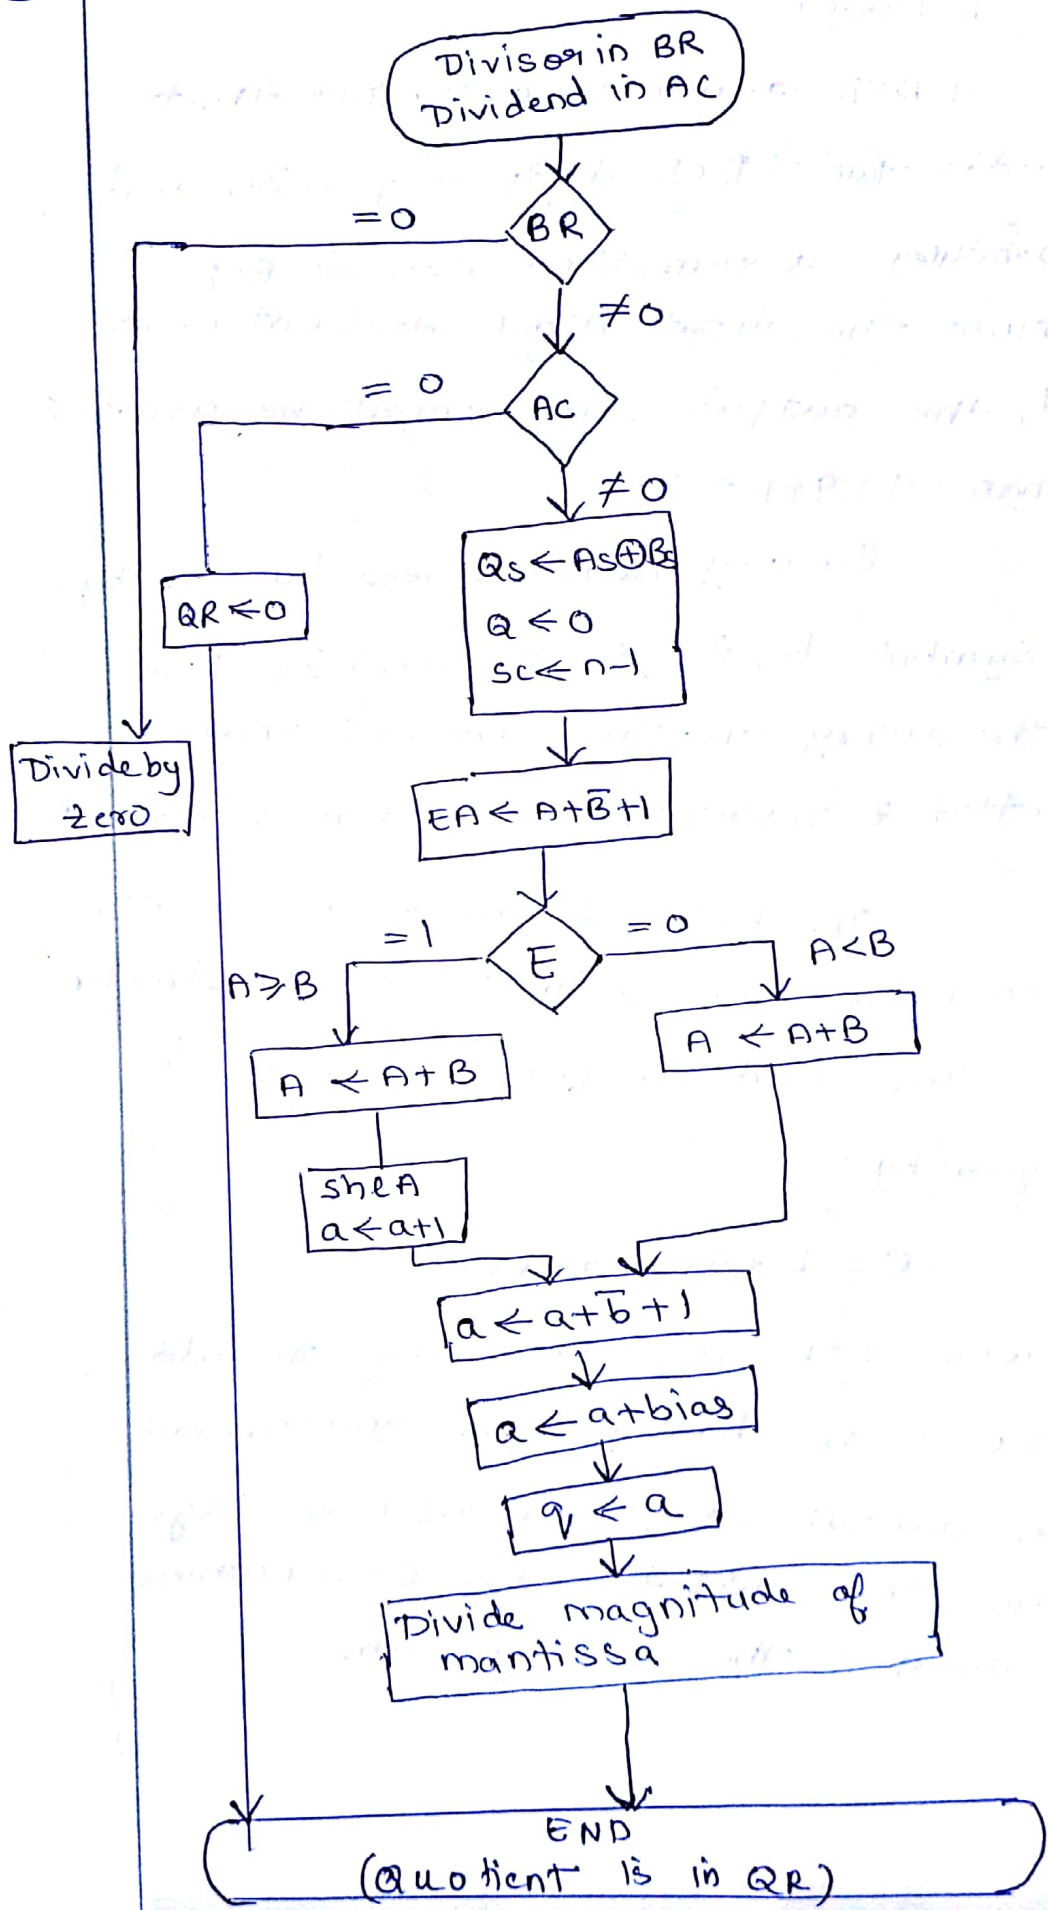 Divisor in BR
Dividend in AC
BR
= 0
≠ 0
AC
= 0
≠ 0
QR ← 0
Qs ← As ⊕ Bs
Q ← 0
SC ← n-1
Divide by
zero
EA ← A + B̅ + 1
E
= 1
= 0
A ≥ B
A < B
A ← A + B
A ← A + B
shr A
a ← a+1
a ← a + b̅ + 1
a ← a + bias
q ← a
Divide magnitude of
mantissa
END
(Quotient is in QR)